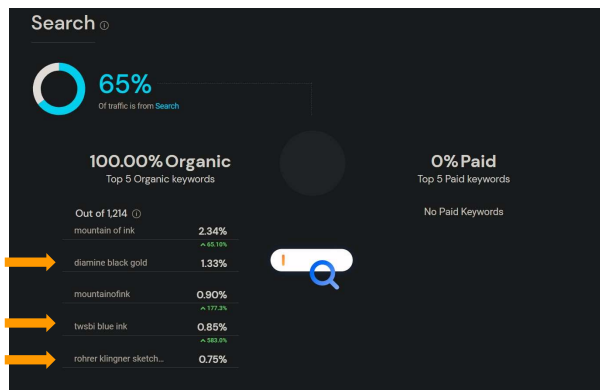 Search
65%
Of traffic is from Search
100.00% Organic
Top 5 Organic keywords
Out of 1,214
mountain of ink 2.34%
65.10%
diamine black gold 1.33%
mountainofink 0.90%
177.3%
twsbi blue ink 0.85%
583.0%
rohrer klingner sketch... 0.75%
0% Paid
Top 5 Paid keywords
No Paid Keywords